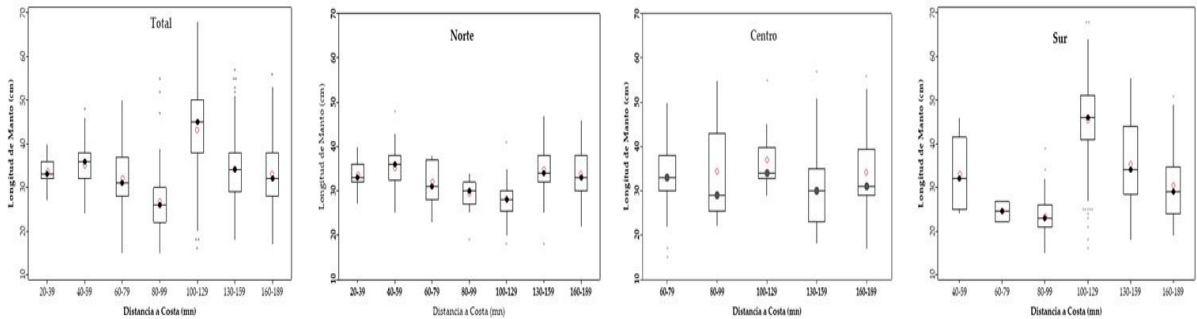 Total
Longitud de Manto (cm)
70
60
50
40
30
20
10
20-39 40-59 60-79 80-99 100-129 130-159 160-189
Distancia a Costa (mn)
Norte
Longitud de Manto (cm)
70
60
50
40
30
20
10
20-39 40-59 60-79 80-99 100-129 130-159 160-189
Distancia a Costa (mn)
Centro
Longitud de Manto (cm)
70
60
50
40
30
20
10
60-79 80-99 100-129 130-159 160-189
Distancia a Costa (mn)
Sur
Longitud de Manto (cm)
70
60
50
40
30
20
10
40-59 60-79 80-99 100-129 130-159 160-189
Distancia a Costa (mn)